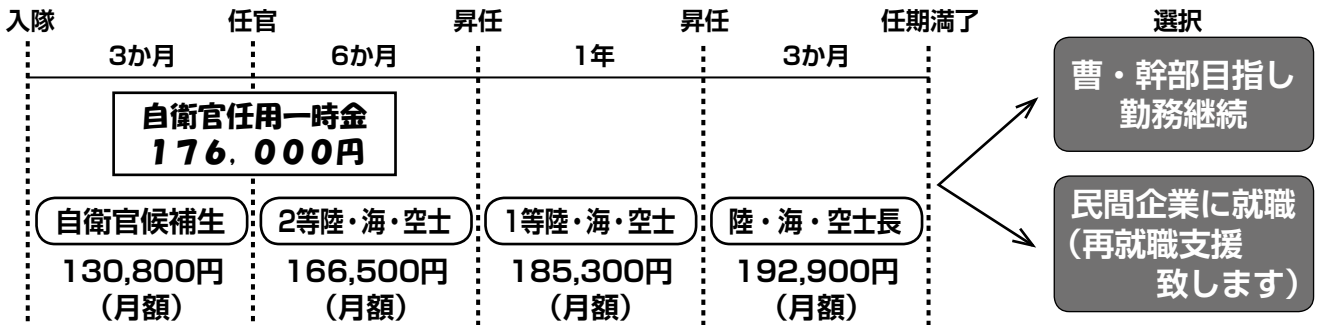 入隊 任官 昇任 昇任 任期満了 選択
3か月 6か月 1年 3か月
自衛官任用一時金
176,000円
自衛官候補生 2等陸・海・空士 1等陸・海・空士 陸・海・空士長
130,800円 166,500円 185,300円 192,900円
(月額) (月額) (月額) (月額)
曹・幹部目指し
勤務継続
民間企業に就職
(再就職支援
致します)